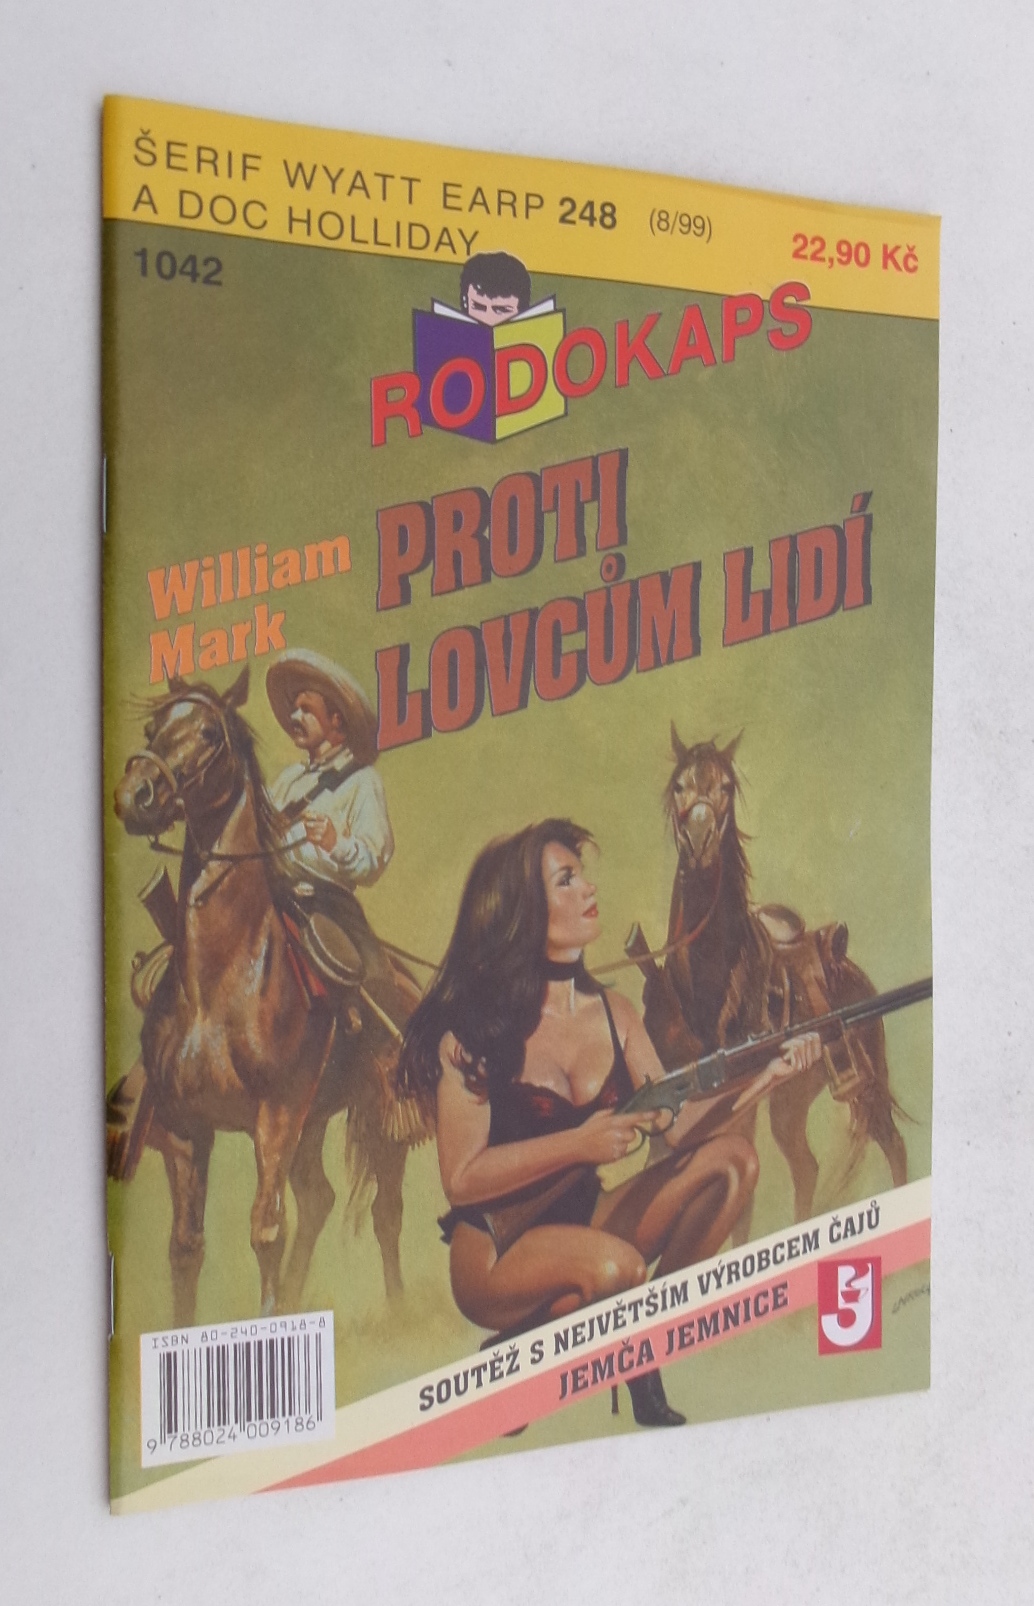 ŠERIF WYATT EARP 248 (8/99)
A DOC HOLLIDAY
22,90 Kč
1042
RODOKAPS
PROTI
LOVCŮM LIDÍ
William
Mark
SOUTĚŽ S NEJVĚTŠÍM VÝROBCEM ČAJŮ
JEMČA JEMNICE
ISBN 80-240-0918-8
9 788024 009186